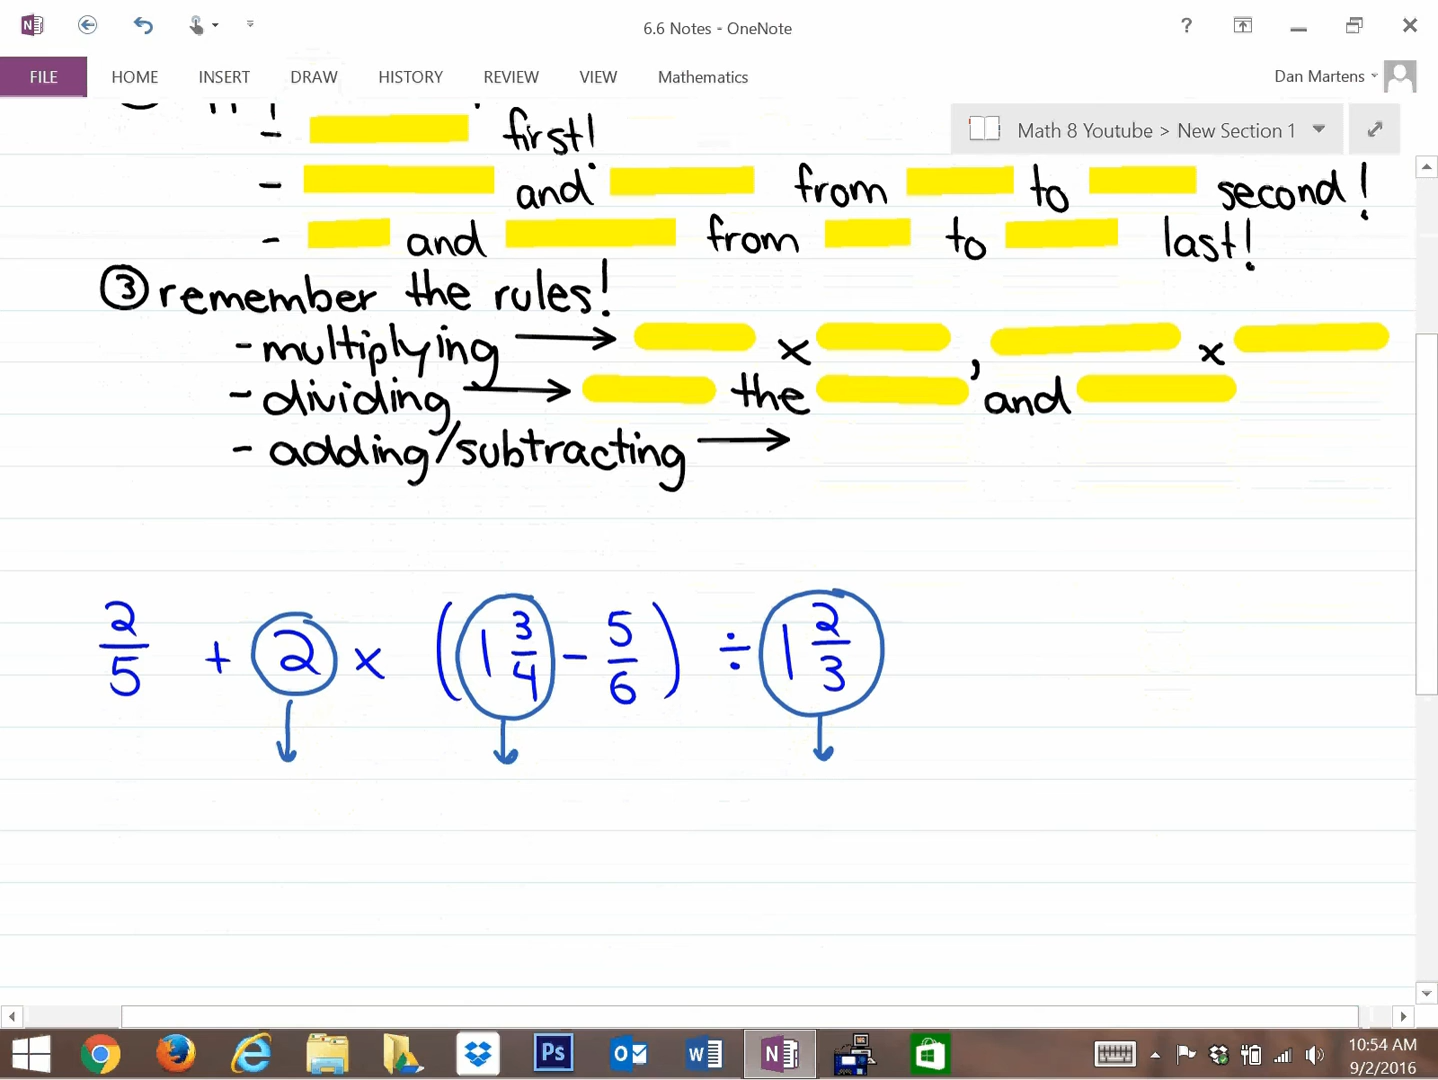 6.6 Notes - OneNote
?
FILE HOME INSERT DRAW HISTORY REVIEW VIEW Mathematics
Dan Martens
Math 8 Youtube > New Section 1
- first!
- and from to second!
- and from to last!
③ remember the rules!
- multiplying → x , x
- dividing → the and
- adding/subtracting →
2/5 + 2 x (1 3/4 - 5/6) ÷ 1 2/3
10:54 AM
9/2/2016